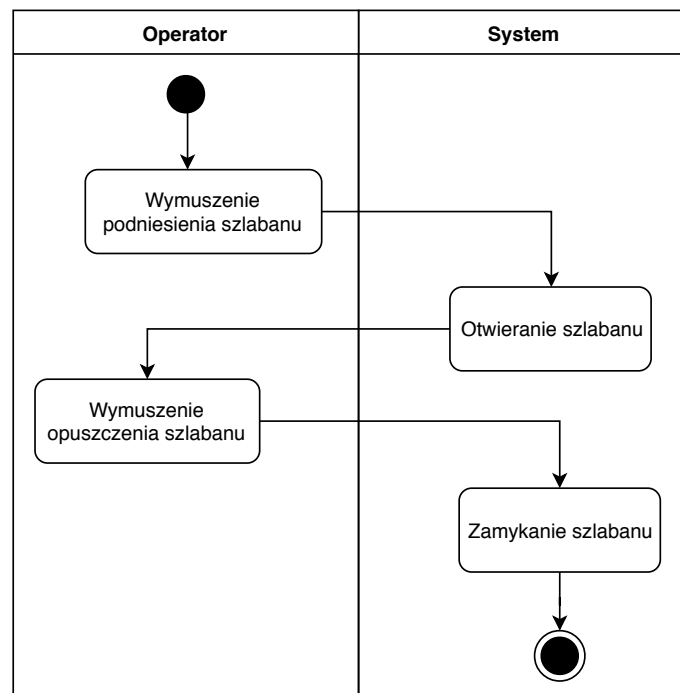 Operator
System
Wymuszenie
podniesienia szlabanu
Otwieranie szlabanu
Wymuszenie
opuszczenia szlabanu
Zamykanie szlabanu